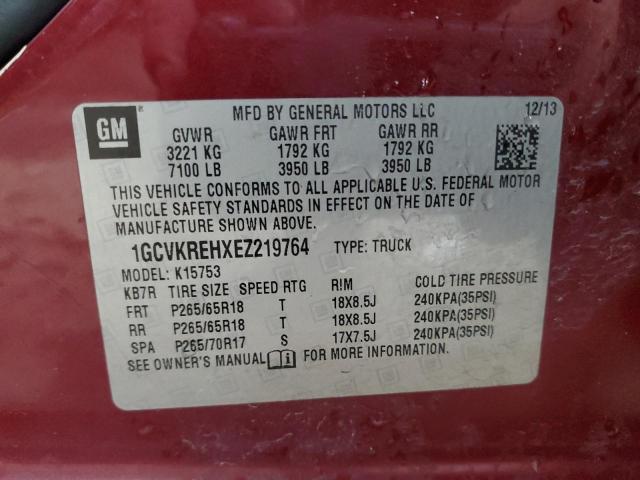 GM
MFD BY GENERAL MOTORS LLC 12/13
GVWR GAWR FRT GAWR RR
3221 KG 1792 KG 1792 KG
7100 LB 3950 LB 3950 LB
THIS VEHICLE CONFORMS TO ALL APPLICABLE U.S. FEDERAL MOTOR
VEHICLE SAFETY STANDARDS IN EFFECT ON THE DATE OF
MANUFACTURE SHOWN ABOVE.
1GCVKREHXEZ219764 TYPE: TRUCK
MODEL: K15753
KB7R TIRE SIZE SPEED RTG RIM COLD TIRE PRESSURE
FRT P265/65R18 T 18X8.5J 240KPA(35PSI)
RR P265/65R18 T 18X8.5J 240KPA(35PSI)
SPA P265/70R17 S 17X7.5J 240KPA(35PSI)
SEE OWNER'S MANUAL i FOR MORE INFORMATION.